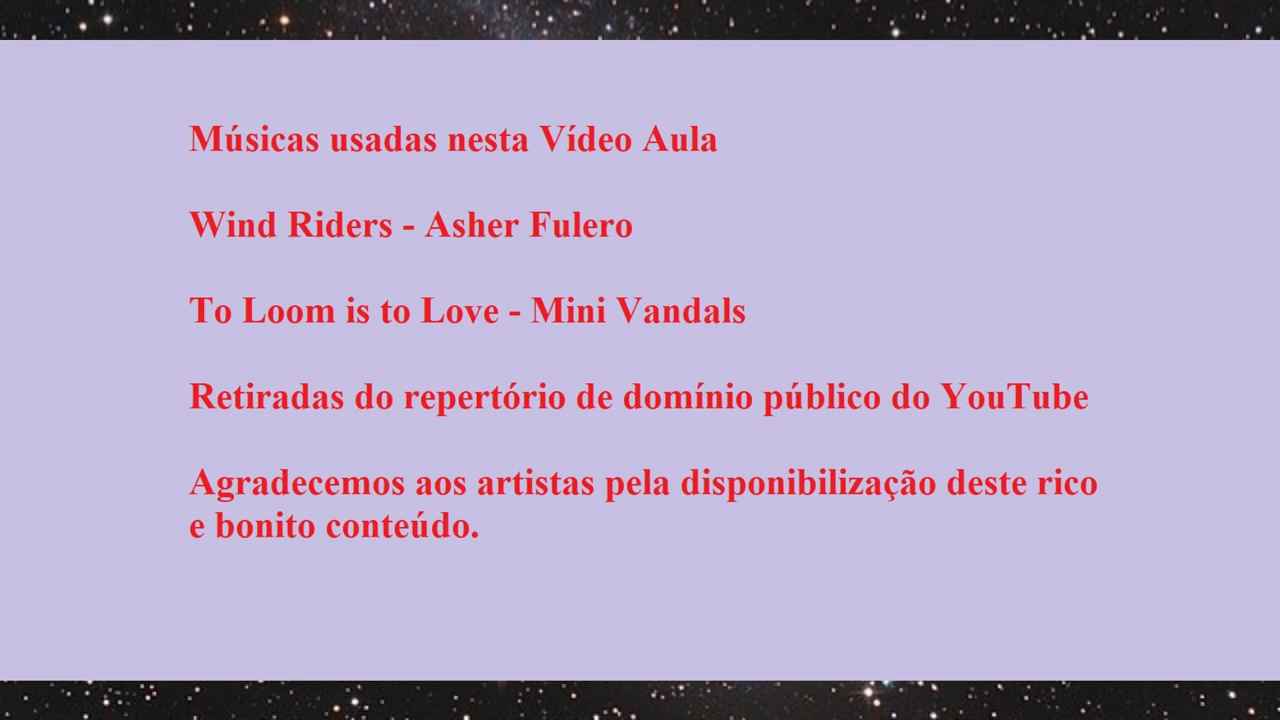 Músicas usadas nesta Vídeo Aula
Wind Riders - Asher Fulero
To Loom is to Love - Mini Vandals
Retiradas do repertório de domínio público do YouTube
Agradecemos aos artistas pela disponibilização deste rico
e bonito conteúdo.